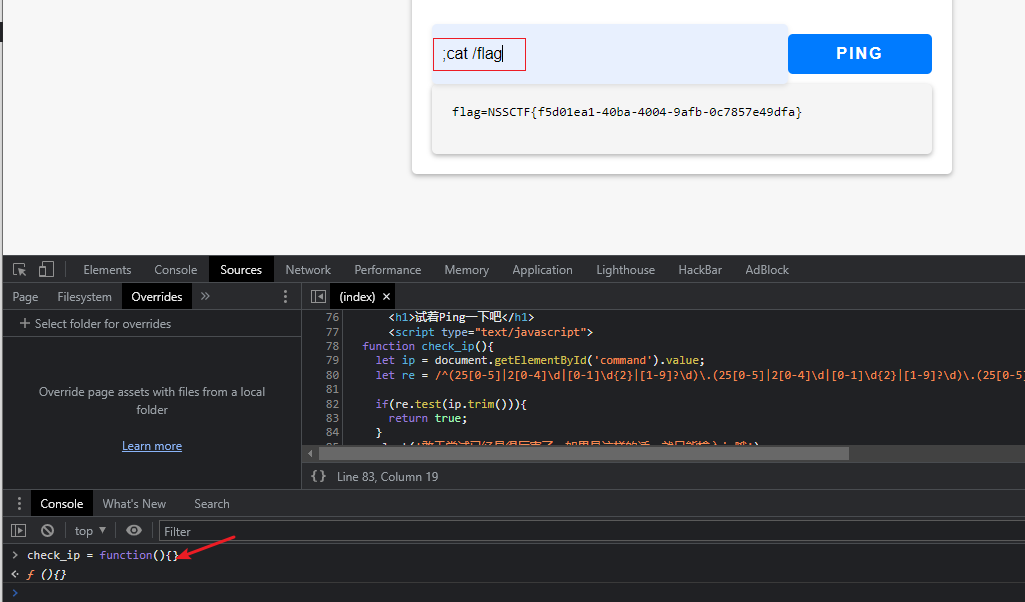 ;cat /flag
PING
flag=NSSCTF{f5d01ea1-40ba-4004-9afb-0c7857e49dfa}
Elements Console Sources Network Performance Memory Application Lighthouse HackBar AdBlock
Page Filesystem Overrides » (index) ×
+ Select folder for overrides
Override page assets with files from a local
folder
Learn more
76 <h1>试着Ping一下吧</h1>
77 <script type="text/javascript">
78 function check_ip(){
79 let ip = document.getElementById('command').value;
80 let re = /^(25[0-5]|2[0-4]\d|[0-1]\d{2}|[1-9]?\d)\.(25[0-5]|2[0-4]\d|[0-1]\d{2}|[1-9]?\d)\.(25[0-5]
81
82 if(re.test(ip.trim())){
83 return true;
84 }
{} Line 83, Column 19
Console What's New Search
top ▼ Filter
> check_ip = function(){}
< ƒ (){}
>